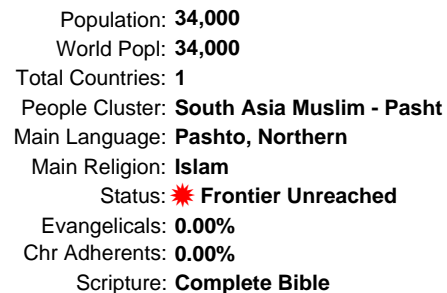 Population: 34,000
World Popl: 34,000
Total Countries: 1
People Cluster: South Asia Muslim - Pasht
Main Language: Pashto, Northern
Main Religion: Islam
Status: Frontier Unreached
Evangelicals: 0.00%
Chr Adherents: 0.00%
Scripture: Complete Bible